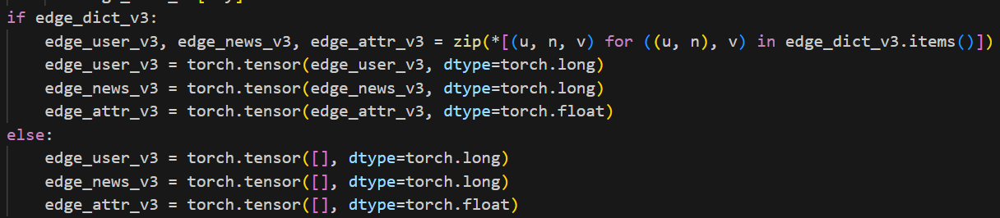 if edge_dict_v3:
    edge_user_v3, edge_news_v3, edge_attr_v3 = zip(*[(u, n, v) for ((u, n), v) in edge_dict_v3.items()])
    edge_user_v3 = torch.tensor(edge_user_v3, dtype=torch.long)
    edge_news_v3 = torch.tensor(edge_news_v3, dtype=torch.long)
    edge_attr_v3 = torch.tensor(edge_attr_v3, dtype=torch.float)
else:
    edge_user_v3 = torch.tensor([], dtype=torch.long)
    edge_news_v3 = torch.tensor([], dtype=torch.long)
    edge_attr_v3 = torch.tensor([], dtype=torch.float)